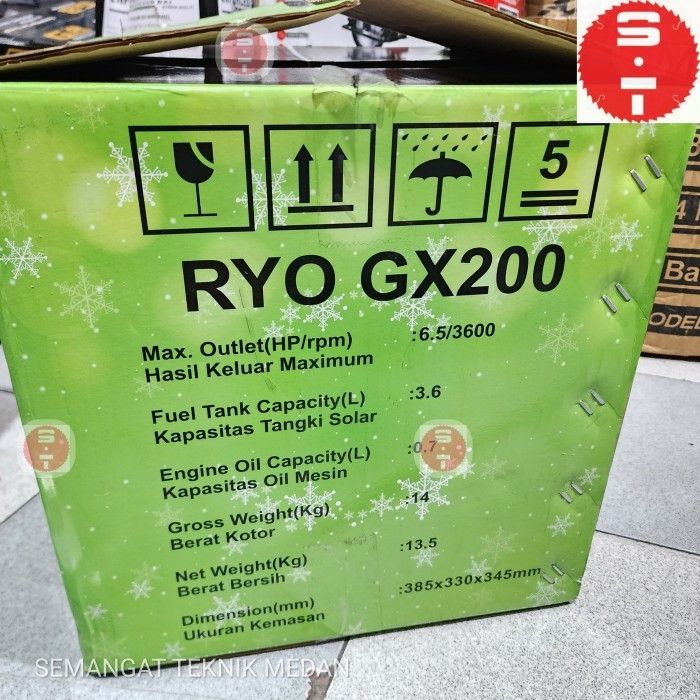 S·T
5
RYO GX200
Max. Outlet(HP/rpm) :6.5/3600
Hasil Keluar Maximum
Fuel Tank Capacity(L) :3.6
Kapasitas Tangki Solar
Engine Oil Capacity(L) :0.7
Kapasitas Oil Mesin
Gross Weight(Kg) :14
Berat Kotor
Net Weight(Kg) :13.5
Berat Bersih
Dimension(mm) :385x330x345mm
Ukuran Kemasan
Ba
ODEL
S·T
S·T
S·T
SEMANGAT TEKNIK MEDAN